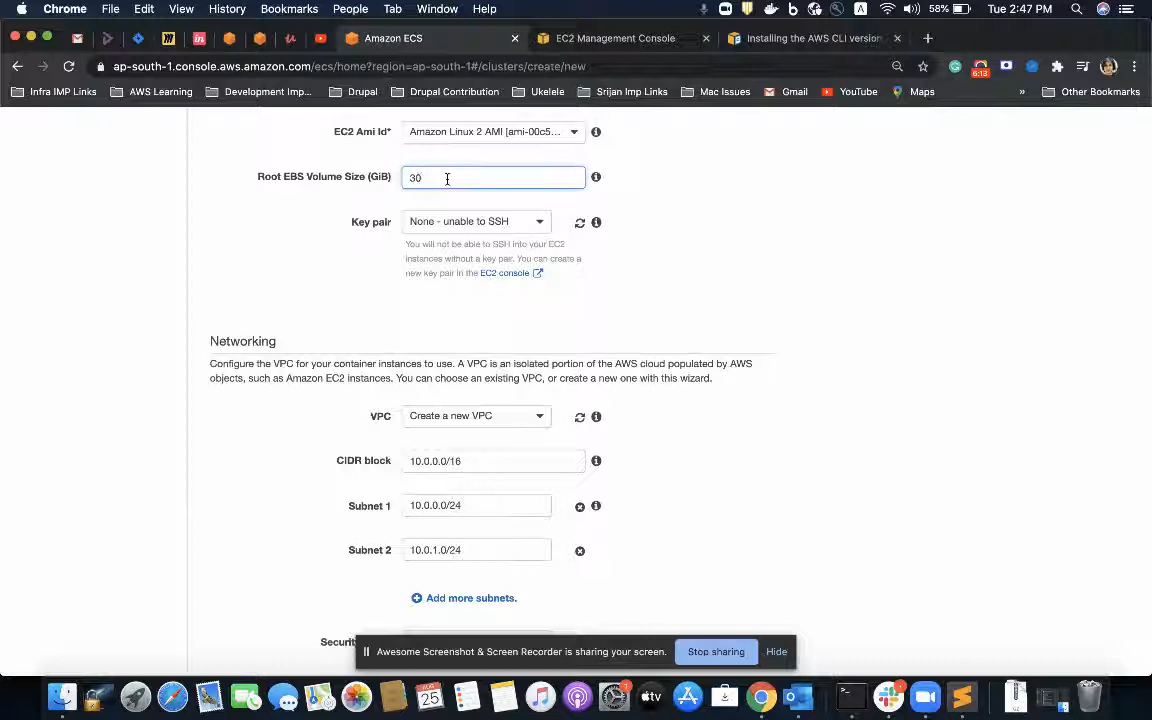 Chrome File Edit View History Bookmarks People Tab Window Help 58% Tue 2:47 PM
Amazon ECS EC2 Management Console Installing the AWS CLI version
ap-south-1.console.aws.amazon.com/ecs/home?region=ap-south-1#/clusters/create/new 6:13
Infra IMP Links AWS Learning Development Imp... Drupal Drupal Contribution Ukelele Srijan Imp Links Mac Issues Gmail YouTube Maps » Other Bookmarks
EC2 Ami Id* Amazon Linux 2 AMI [ami-00c5...
Root EBS Volume Size (GiB) 30
Key pair None - unable to SSH
You will not be able to SSH into your EC2
instances without a key pair. You can create a
new key pair in the EC2 console
Networking
Configure the VPC for your container instances to use. A VPC is an isolated portion of the AWS cloud populated by AWS
objects, such as Amazon EC2 instances. You can choose an existing VPC, or create a new one with this wizard.
VPC Create a new VPC
CIDR block 10.0.0.0/16
Subnet 1 10.0.0.0/24
Subnet 2 10.0.1.0/24
Add more subnets.
Securit
Awesome Screenshot & Screen Recorder is sharing your screen. Stop sharing Hide
AUG
25
tv